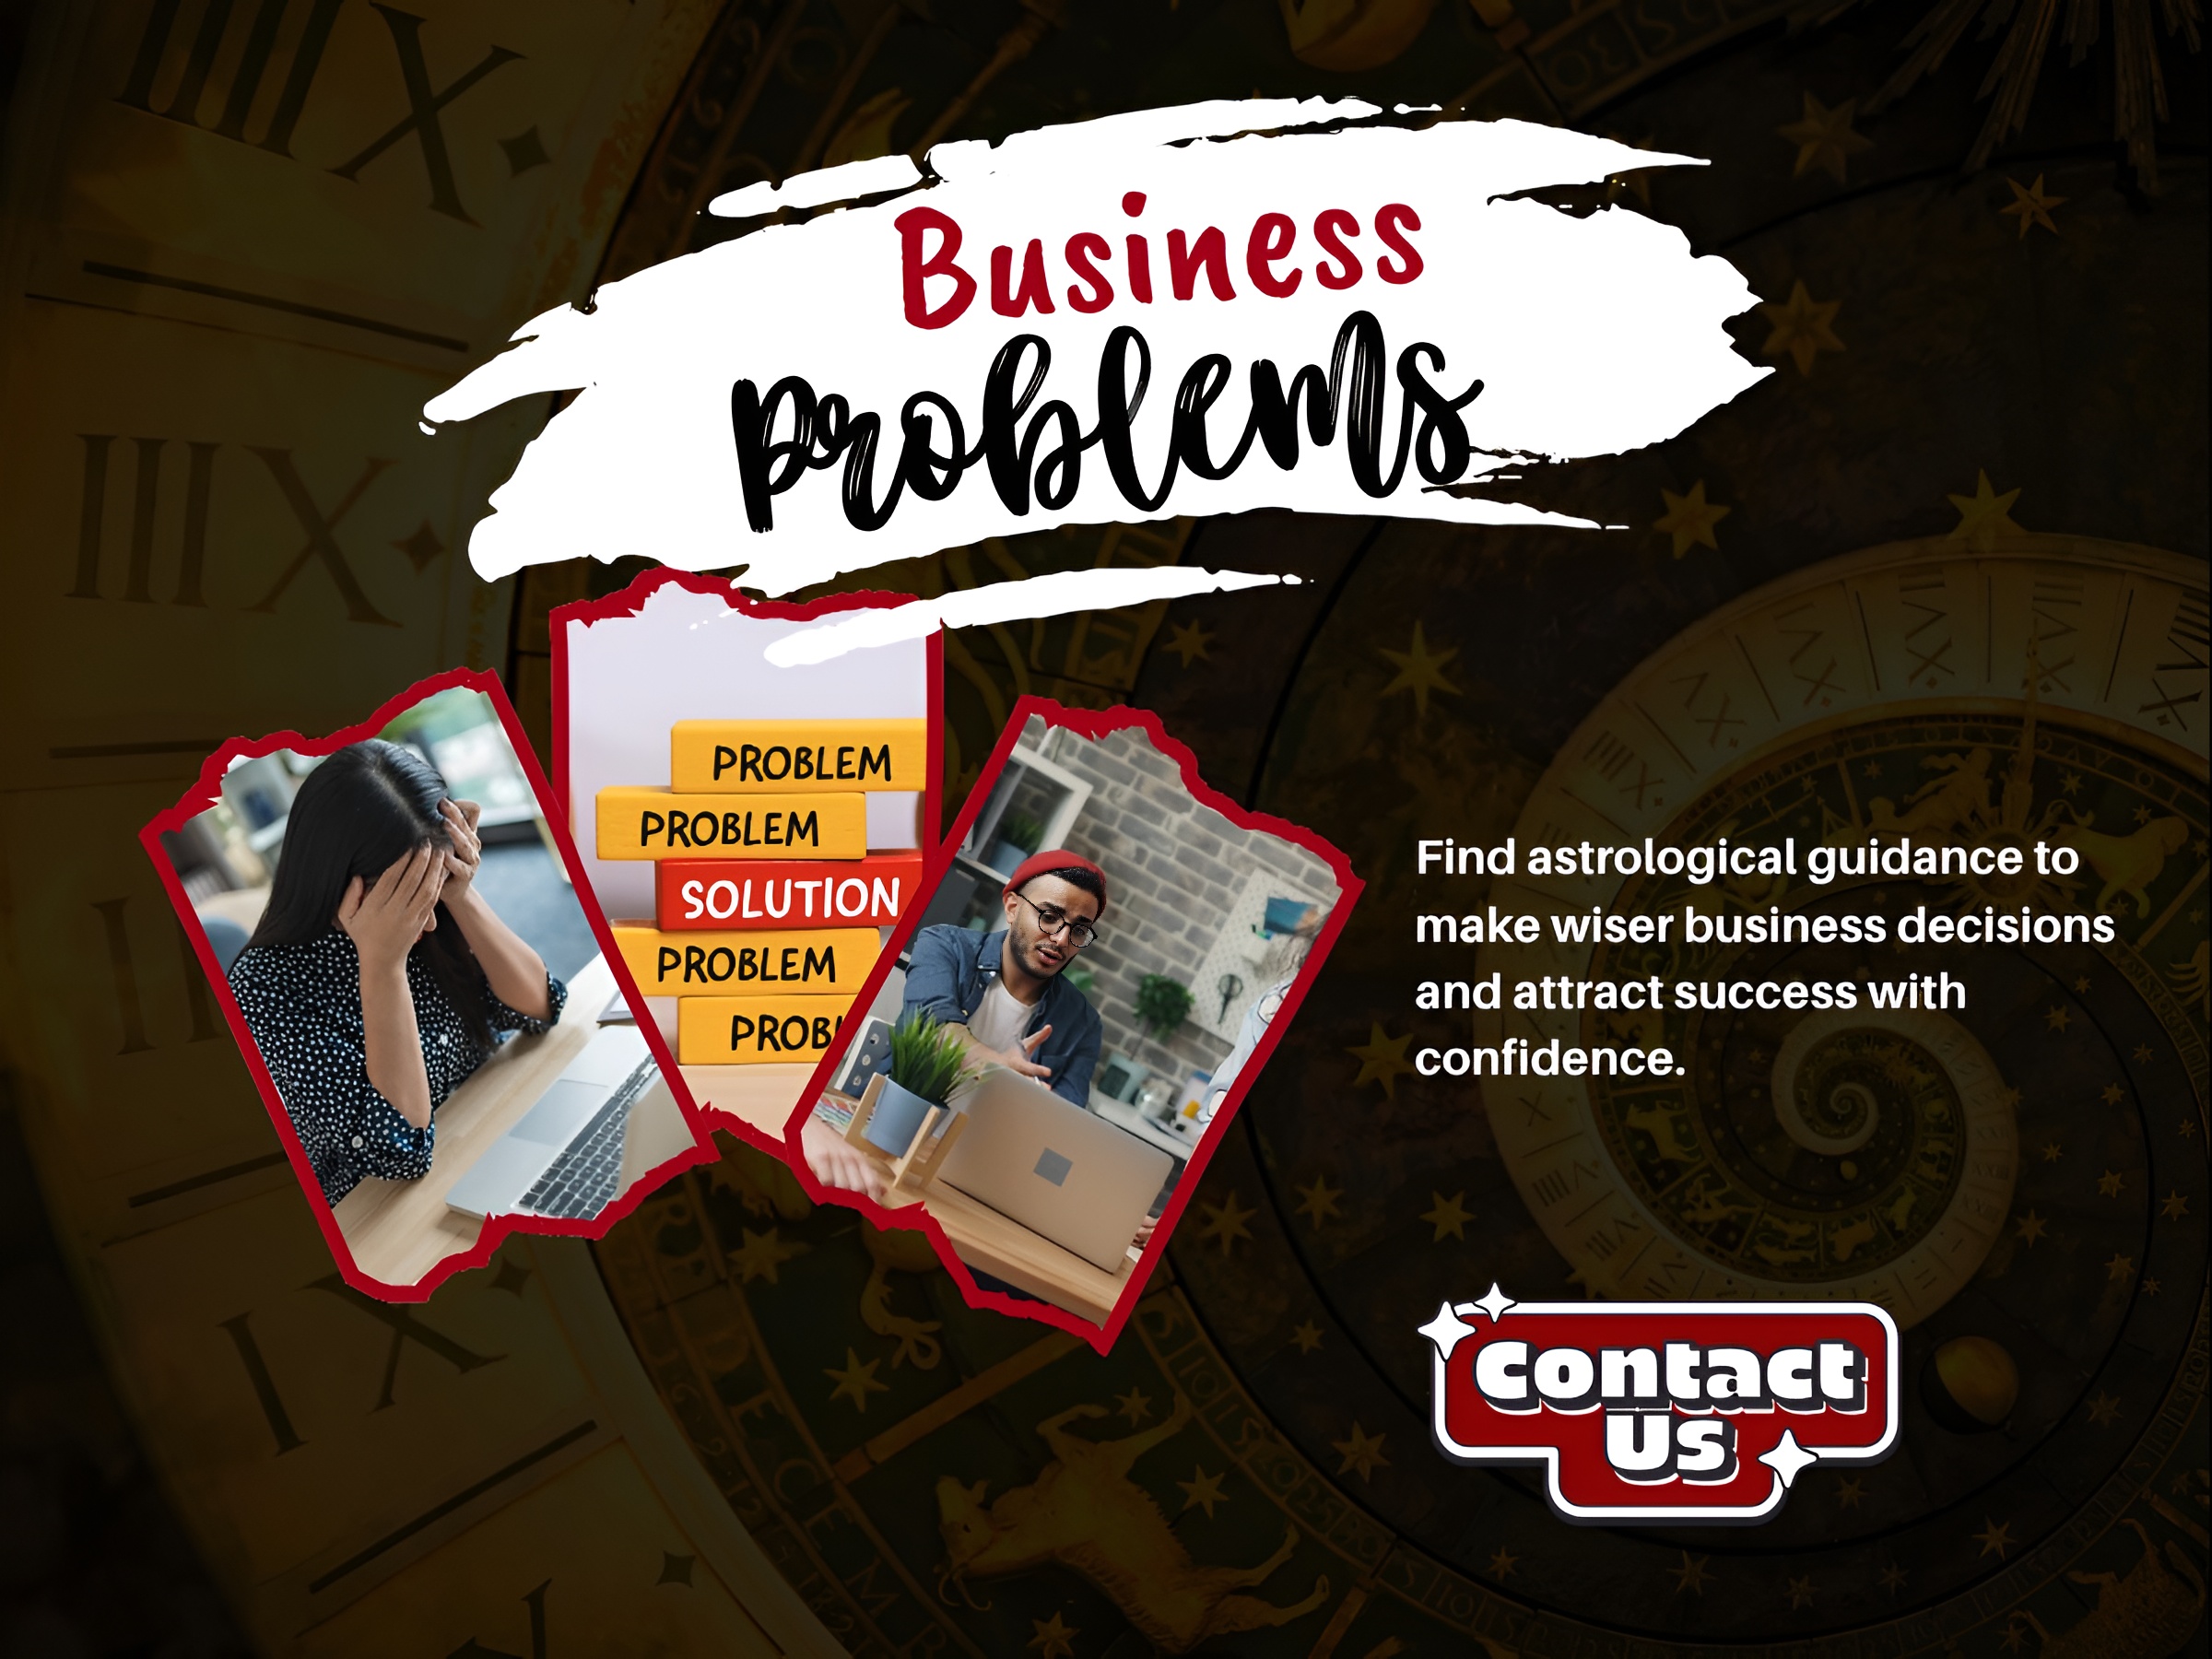 Business
problems
PROBLEM
PROBLEM
SOLUTION
PROBLEM
PROBL
Find astrological guidance to
make wiser business decisions
and attract success with
confidence.
Contact
Us